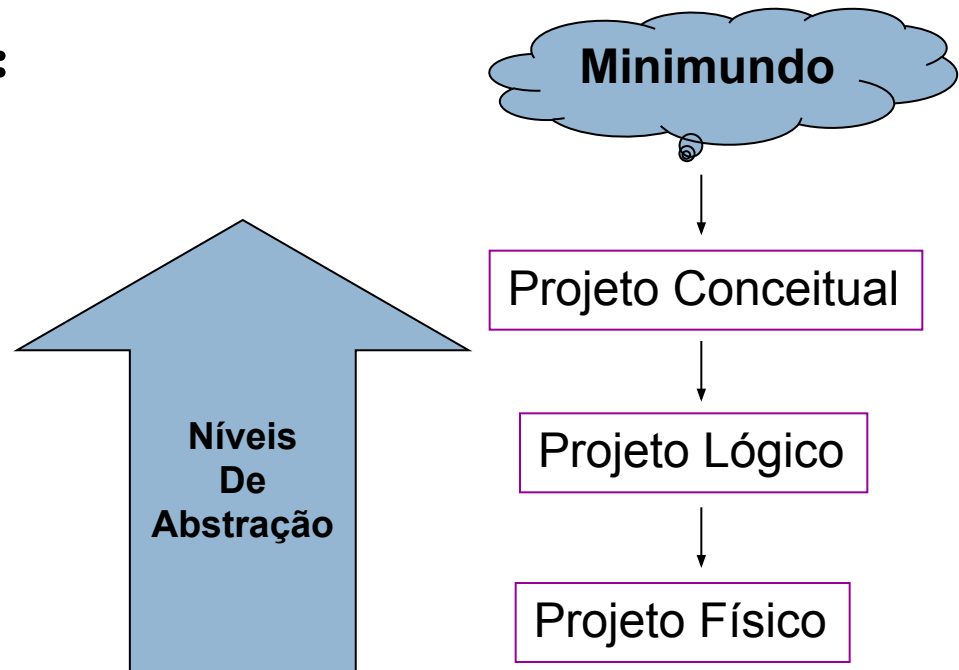 :
Minimundo
Projeto Conceitual
Níveis
De
Abstração
Projeto Lógico
Projeto Físico